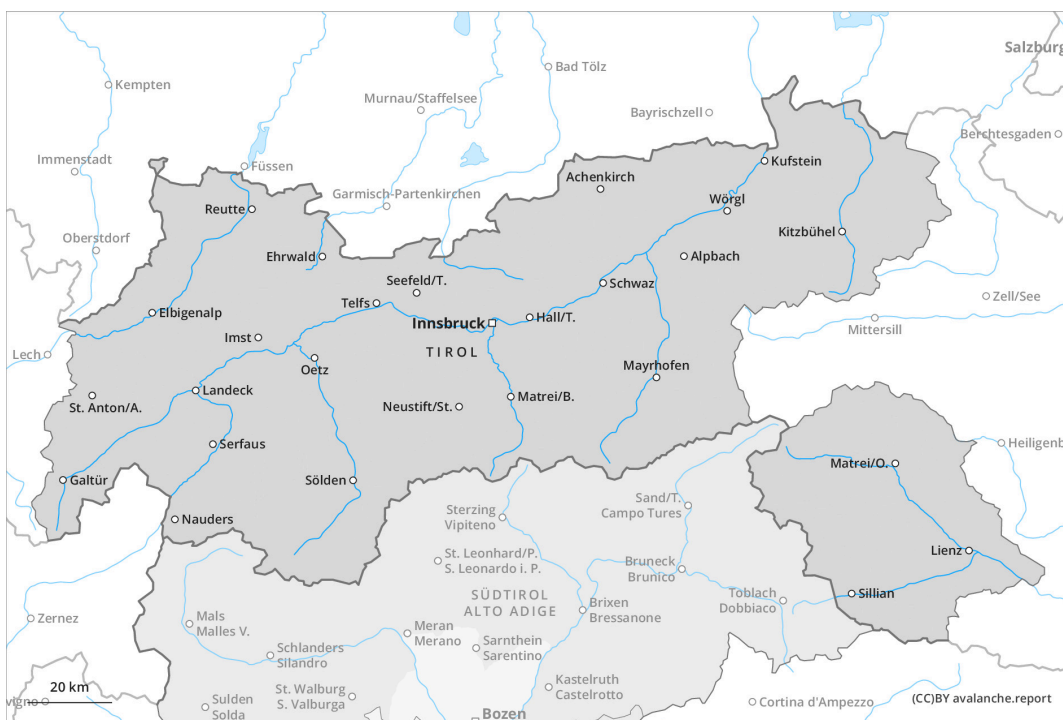 Salzburg
Bad Tölz
Kempten
Murnau/Staffelsee
Bayrischzell
Berchtesgaden
Immenstadt
Füssen
Kufstein
Achenkirch
Garmisch-Partenkirchen
Reutte
Wörgl
Oberstdorf
Kitzbühel
Ehrwald
Alpbach
Seefeld/T.
Schwaz
Zell/See
Telfs
Elbigenalp
Innsbruck
Hall/T.
Mittersill
Imst
TIROL
Lech
Oetz
Mayrhofen
Landeck
St. Anton/A.
Neustift/St.
Matrei/B.
Serfaus
Heiligenb
Matrei/O.
Galtür
Sölden
Sand/T.
Campo Tures
Sterzing
Vipiteno
Nauders
Lienz
St. Leonhard/P.
S. Leonardo i. P.
Bruneck
Brunico
SÜDTIROL
ALTO ADIGE
Sillian
Toblach
Dobbiaco
Brixen
Bressanone
Zernez
Mals
Malles V.
Meran
Merano
Sarnthein
Sarentino
Schlanders
Silandro
20 km
Kastelruth
Castelrotto
St. Walburg
S. Valburga
vigno
Sulden
Solda
Cortina d'Ampezzo
(CC)BY avalanche.report
Bozen